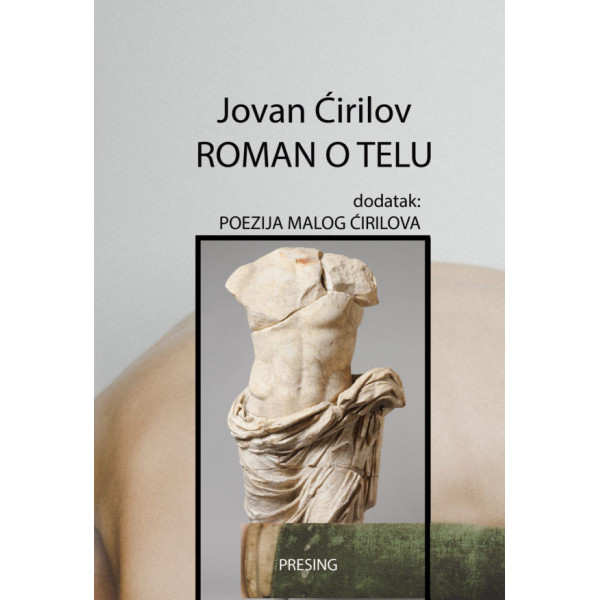 Jovan Ćirilov
ROMAN O TELU
dodatak:
POEZIJA MALOG ĆIRILOVA
PRESING